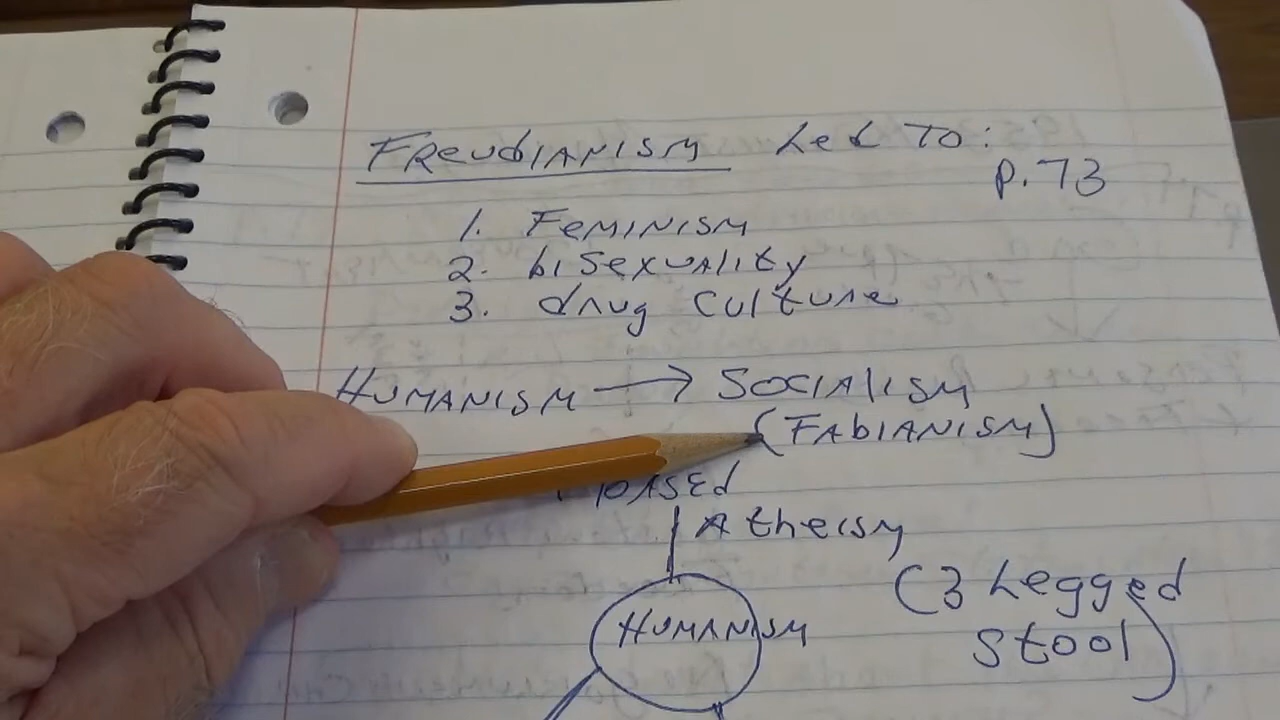 FREUDIANISM Led To:
p.73
1. Feminism
2. biSexuality
3. drug culture
HUMANISM → SOCIALISM
(FAbIANISM)
Atheism
HUMANISM
(3 Legged
Stool)